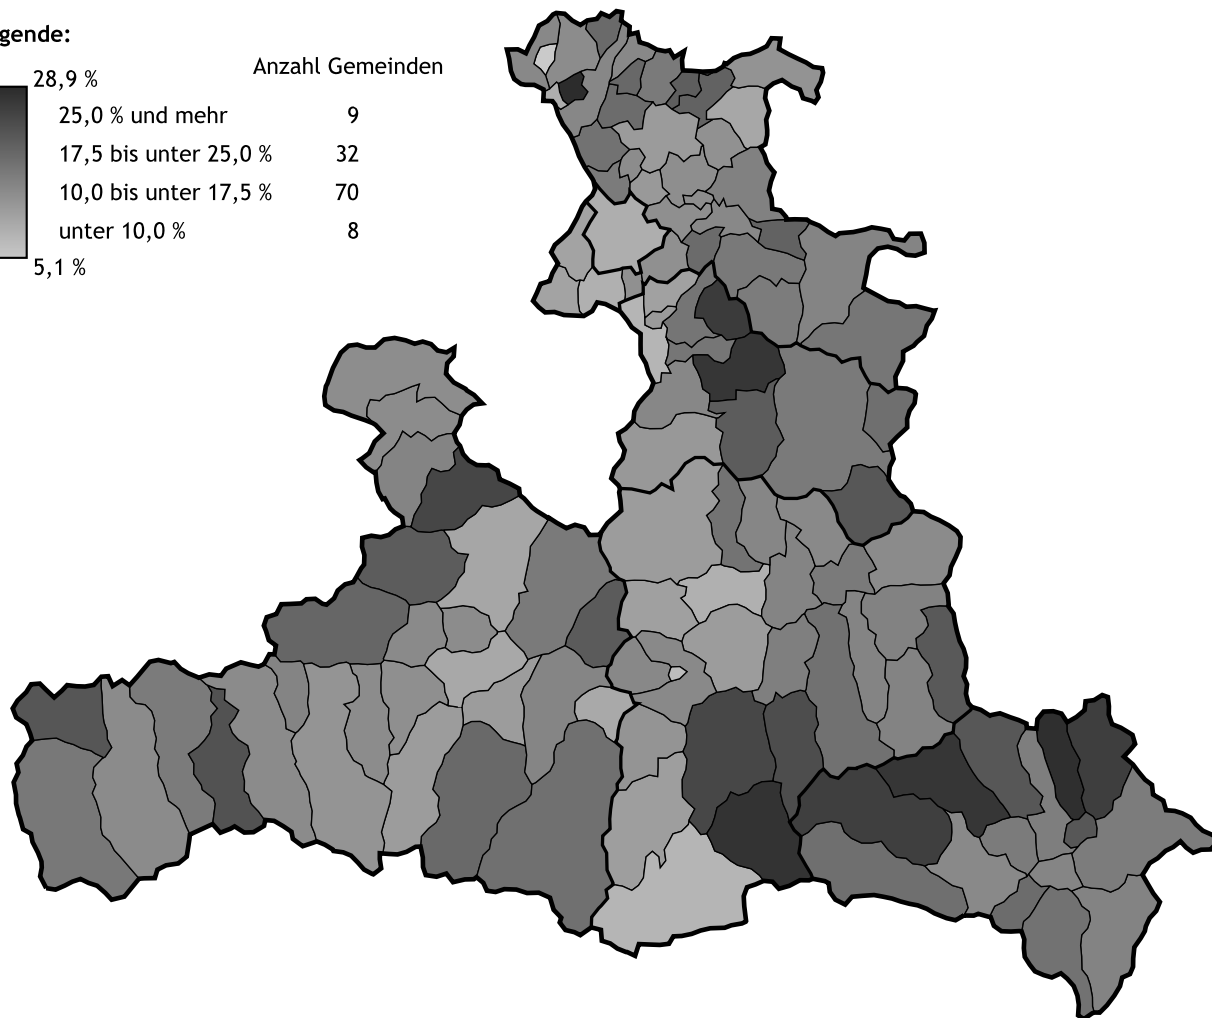 gende:
Anzahl Gemeinden
28,9 %
25,0 % und mehr 9
17,5 bis unter 25,0 % 32
10,0 bis unter 17,5 % 70
unter 10,0 % 8
5,1 %